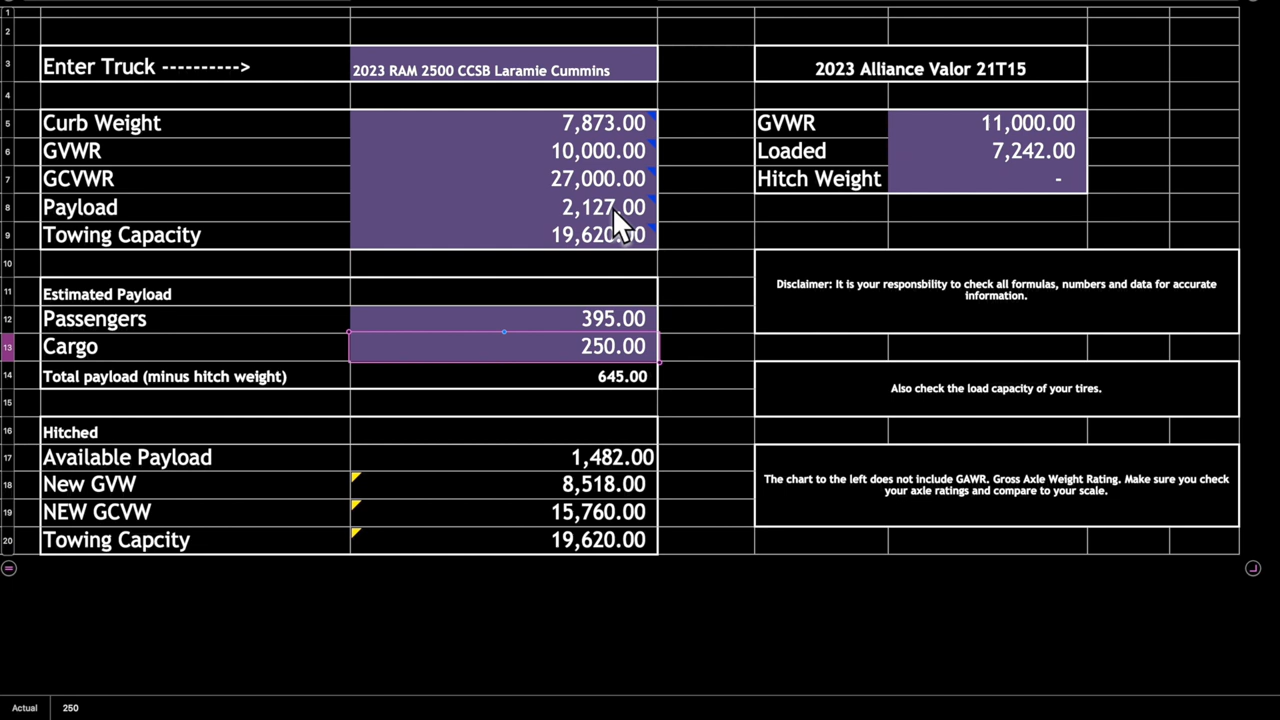 1
2
3 Enter Truck ----------> 2023 RAM 2500 CCSB Laramie Cummins 2023 Alliance Valor 21T15
4
5 Curb Weight 7,873.00 GVWR 11,000.00
6 GVWR 10,000.00 Loaded 7,242.00
7 GCVWR 27,000.00 Hitch Weight -
8 Payload 2,127.00
9 Towing Capacity 19,620.00
10
11 Estimated Payload
Disclaimer: It is your responsbility to check all formulas, numbers and data for accurate
information.
12 Passengers 395.00
13 Cargo 250.00
14 Total payload (minus hitch weight) 645.00
Also check the load capacity of your tires.
15
16 Hitched
17 Available Payload 1,482.00
18 New GVW 8,518.00
The chart to the left does not include GAWR. Gross Axle Weight Rating. Make sure you check
your axle ratings and compare to your scale.
19 NEW GCVW 15,760.00
20 Towing Capcity 19,620.00
Actual 250